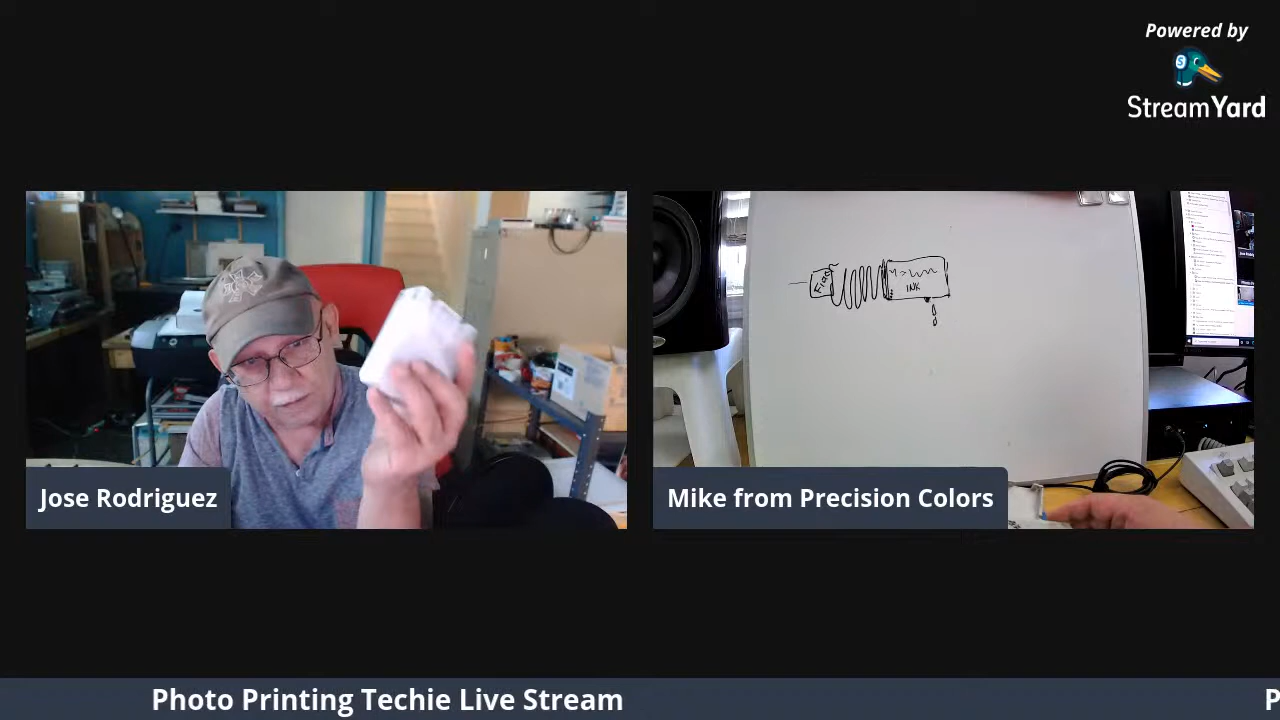 Powered by
StreamYard
INK
Jose Rodriguez
Mike from Precision Colors
Photo Printing Techie Live Stream
P